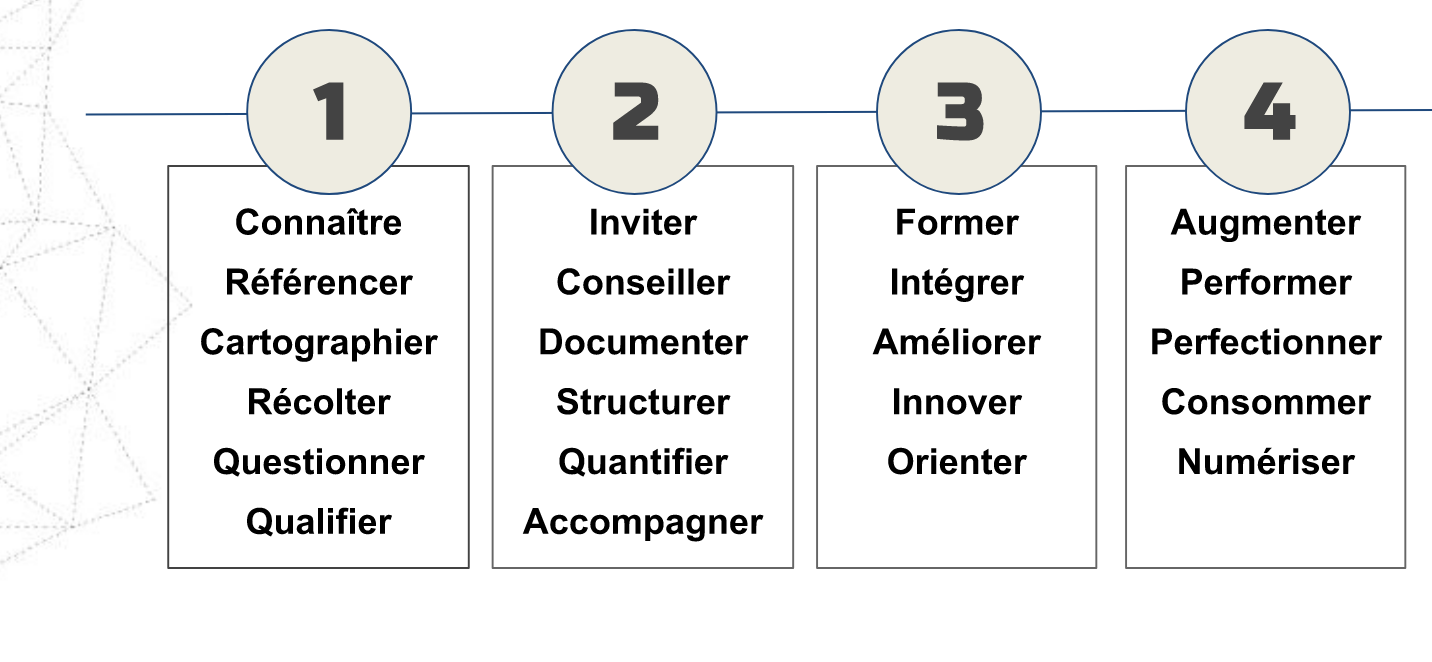 1
Connaître
Référencer
Cartographier
Récolter
Questionner
Qualifier
2
Inviter
Conseiller
Documenter
Structurer
Quantifier
Accompagner
3
Former
Intégrer
Améliorer
Innover
Orienter
4
Augmenter
Performer
Perfectionner
Consommer
Numériser